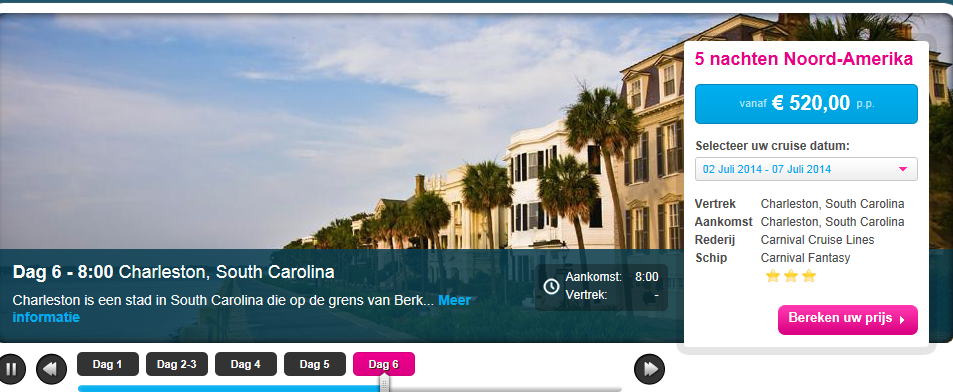 5 nachten Noord-Amerika
vanaf € 520,00 p.p.
Selecteer uw cruise datum:
02 Juli 2014 - 07 Juli 2014
Vertrek Charleston, South Carolina
Aankomst Charleston, South Carolina
Rederij Carnival Cruise Lines
Schip Carnival Fantasy
Bereken uw prijs
Dag 6 - 8:00 Charleston, South Carolina
Charleston is een stad in South Carolina die op de grens van Berk... Meer
informatie
Aankomst: 8:00
Vertrek: -
Dag 1 Dag 2-3 Dag 4 Dag 5 Dag 6